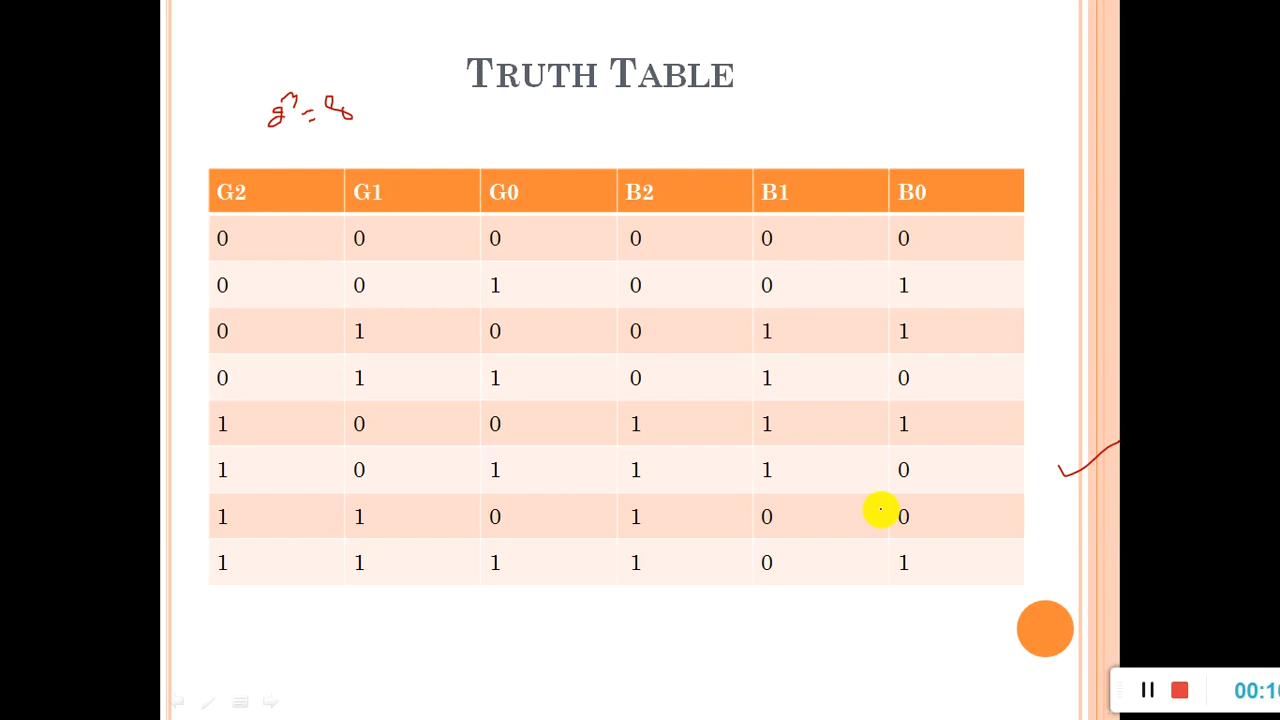 TRUTH TABLE
G2 G1 G0 B2 B1 B0
0 0 0 0 0 0
0 0 1 0 0 1
0 1 0 0 1 1
0 1 1 0 1 0
1 0 0 1 1 1
1 0 1 1 1 0
1 1 0 1 0 0
1 1 1 1 0 1